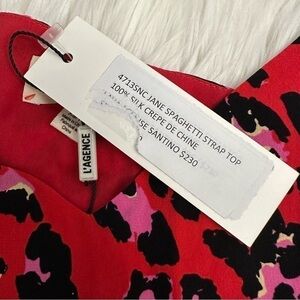 4713SNC JANE SPAGHETTI STRAP TOP
100% SILK CREPE DE CHINE
SANTINO $230
L'AGENCE